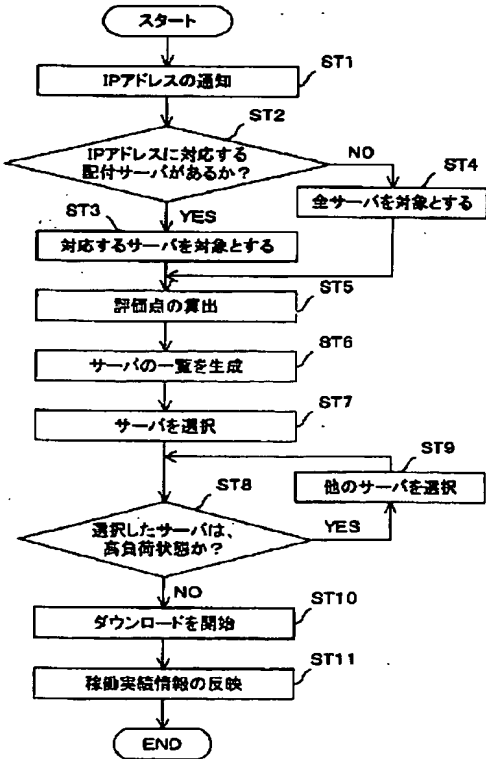 スタート
ST1
IPアドレスの通知
ST2
IPアドレスに対応する
配付サーバがあるか?
NO
ST4
全サーバを対象とする
ST3
YES
対応するサーバを対象とする
ST5
評価点の算出
ST6
サーバの一覧を生成
ST7
サーバを選択
ST9
他のサーバを選択
ST8
選択したサーバは、
高負荷状態か?
YES
NO
ST10
ダウンロードを開始
ST11
稼働実績情報の反映
END